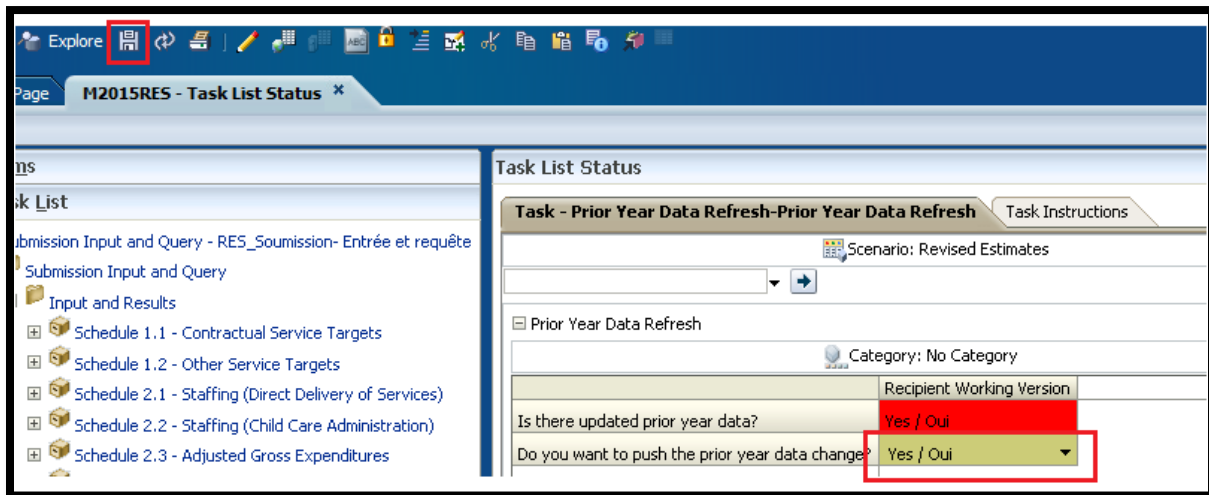 Explore
ABC
Page M2015RES - Task List Status ×
ms
sk List
ubmission Input and Query - RES_Soumission- Entrée et requête
Submission Input and Query
Input and Results
Schedule 1.1 - Contractual Service Targets
Schedule 1.2 - Other Service Targets
Schedule 2.1 - Staffing (Direct Delivery of Services)
Schedule 2.2 - Staffing (Child Care Administration)
Schedule 2.3 - Adjusted Gross Expenditures
Task List Status
Task - Prior Year Data Refresh-Prior Year Data Refresh Task Instructions
Scenario: Revised Estimates
Prior Year Data Refresh
Category: No Category
Recipient Working Version
Is there updated prior year data? Yes / Oui
Do you want to push the prior year data change? Yes / Oui